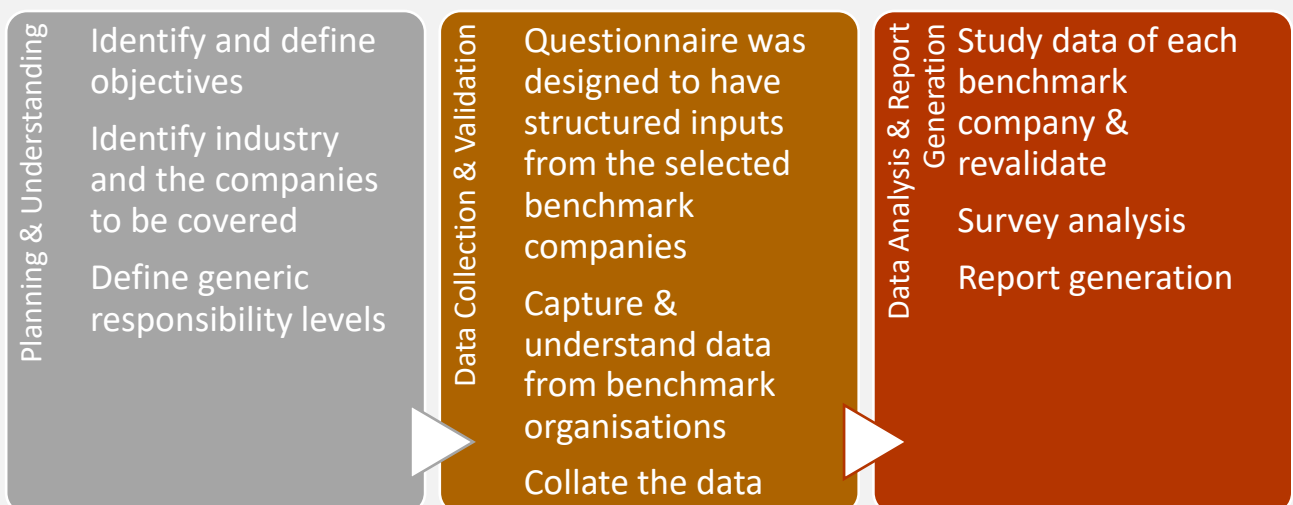 Planning & Understanding
Identify and define
objectives
Identify industry
and the companies
to be covered
Define generic
responsibility levels
Data Collection & Validation
Questionnaire was
designed to have
structured inputs
from the selected
benchmark
companies
Capture &
understand data
from benchmark
organisations
Collate the data
Data Analysis & Report
Generation
Study data of each
benchmark
company &
revalidate
Survey analysis
Report generation